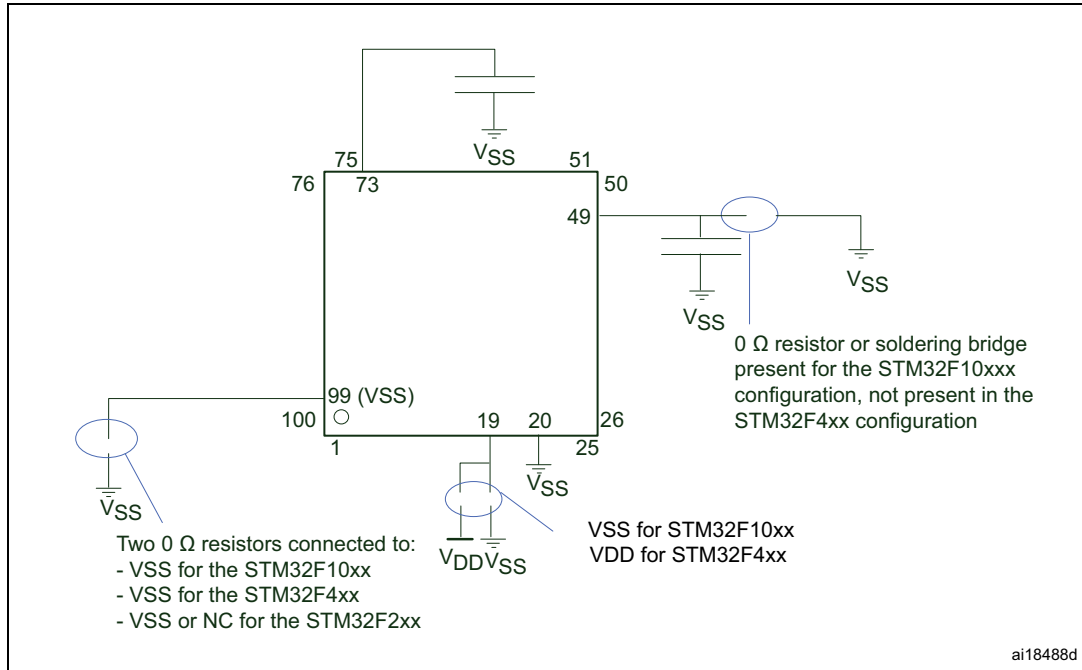 VSS
75
51
76
73
50
49
VSS
VSS
0 Ω resistor or soldering bridge
present for the STM32F10xxx
configuration, not present in the
STM32F4xx configuration
99 (VSS)
100
19
20
26
1
25
VSS
VSS
VDD VSS
Two 0 Ω resistors connected to:
- VSS for the STM32F10xx
- VSS for the STM32F4xx
- VSS or NC for the STM32F2xx
VSS for STM32F10xx
VDD for STM32F4xx
ai18488d